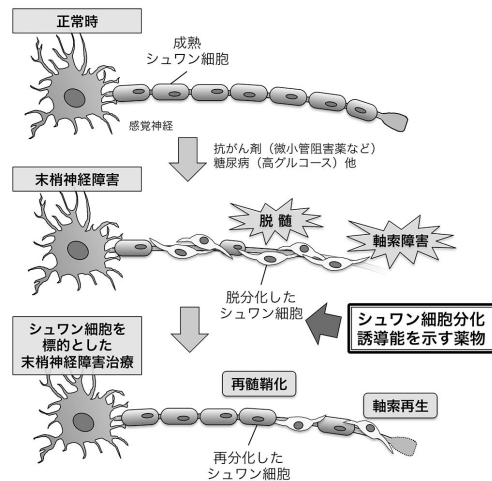 正常時
成熟
シュワン細胞
感覚神経
抗がん剤（微小管阻害薬など）
糖尿病（高グルコース）他
末梢神経障害
脱 髄
軸索障害
脱分化した
シュワン細胞
シュワン細胞分化
誘導能を示す薬物
シュワン細胞を
標的とした
末梢神経障害治療
再髄鞘化
軸索再生
再分化した
シュワン細胞